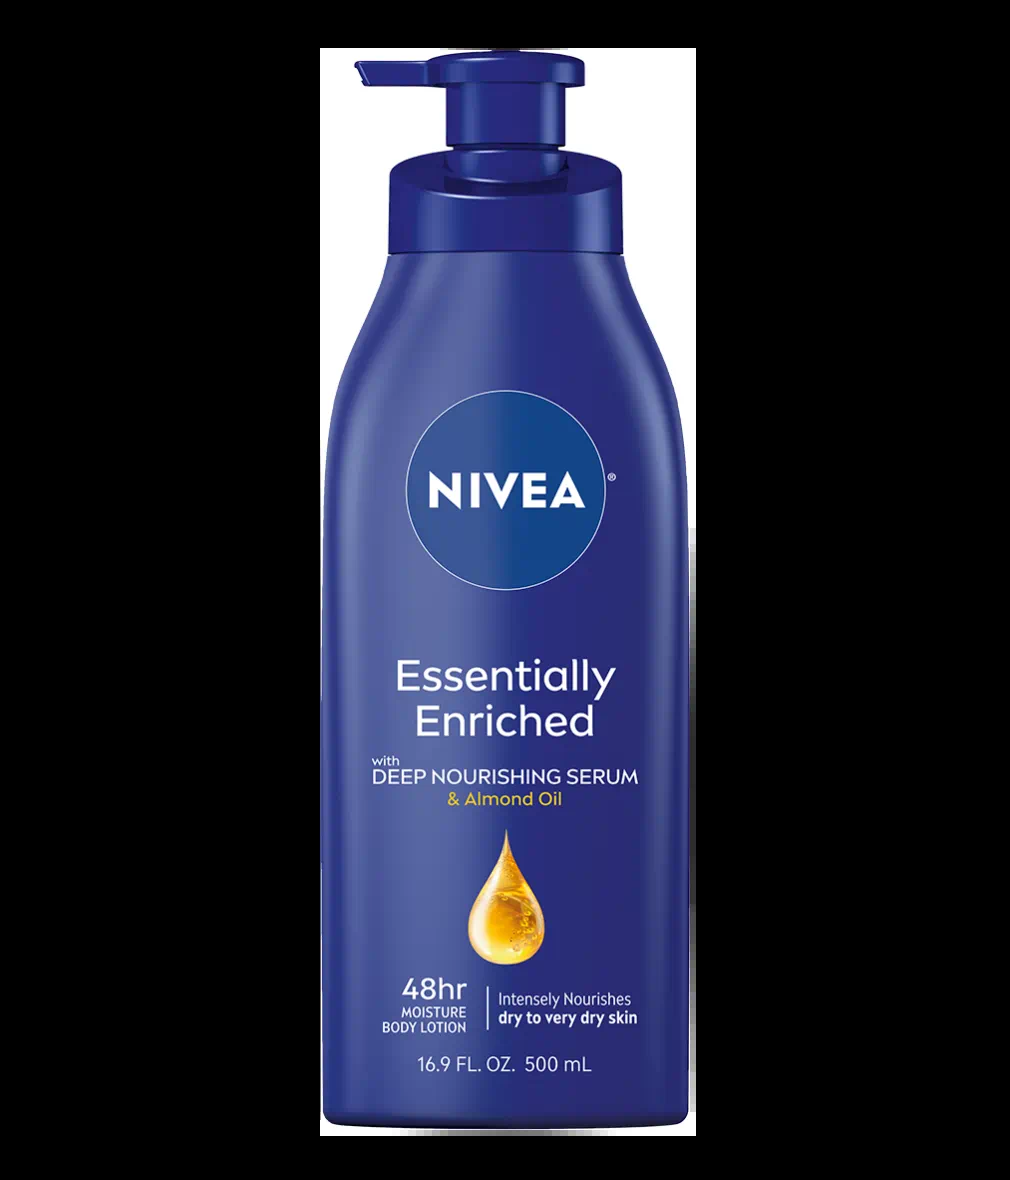 NIVEA®
Essentially
Enriched
with
DEEP NOURISHING SERUM
& Almond Oil
48hr
MOISTURE
BODY LOTION
Intensely Nourishes
dry to very dry skin
16.9 FL. OZ. 500 mL